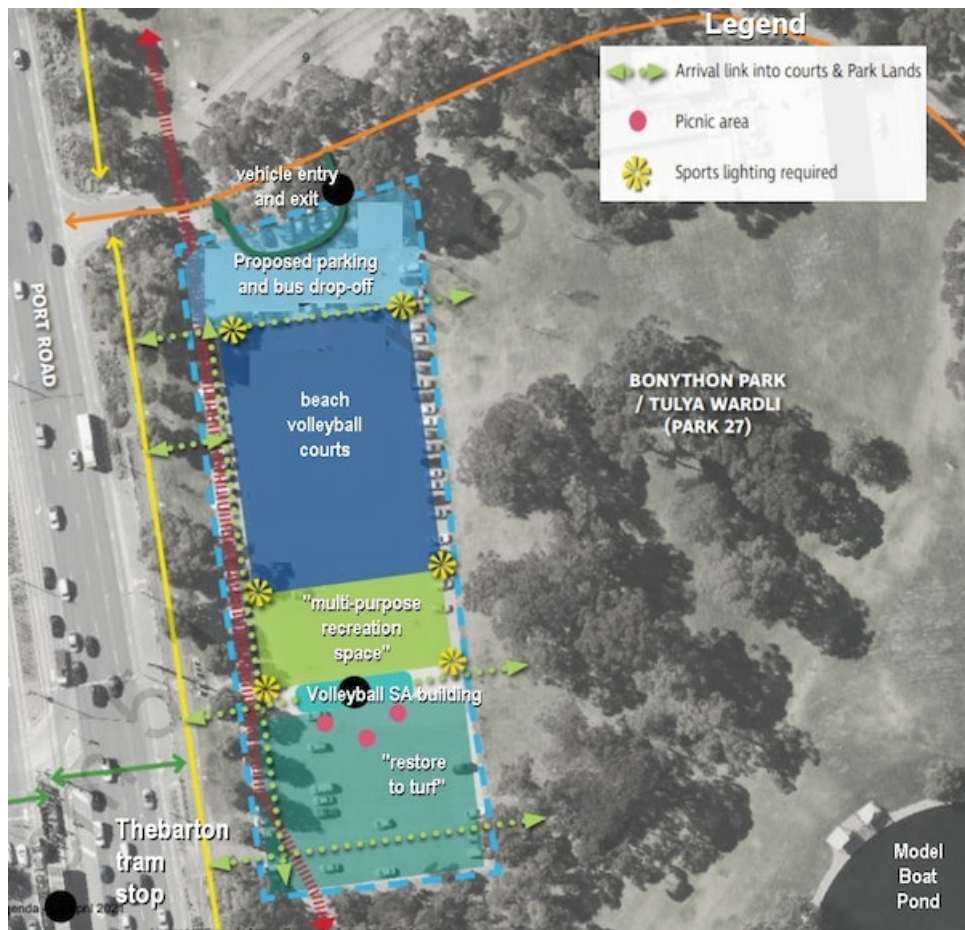 Legend
Arrival link into courts & Park Lands
Picnic area
Sports lighting required
9
vehicle entry
and exit
Proposed parking
and bus drop-off
PORT ROAD
beach
volleyball
courts
BONYTHON PARK
/ TULYA WARDLI
(PARK 27)
"multi-purpose
recreation
space"
Volleyball SA building
"restore
to turf"
Thebarton
tram
stop
Model
Boat
Pond